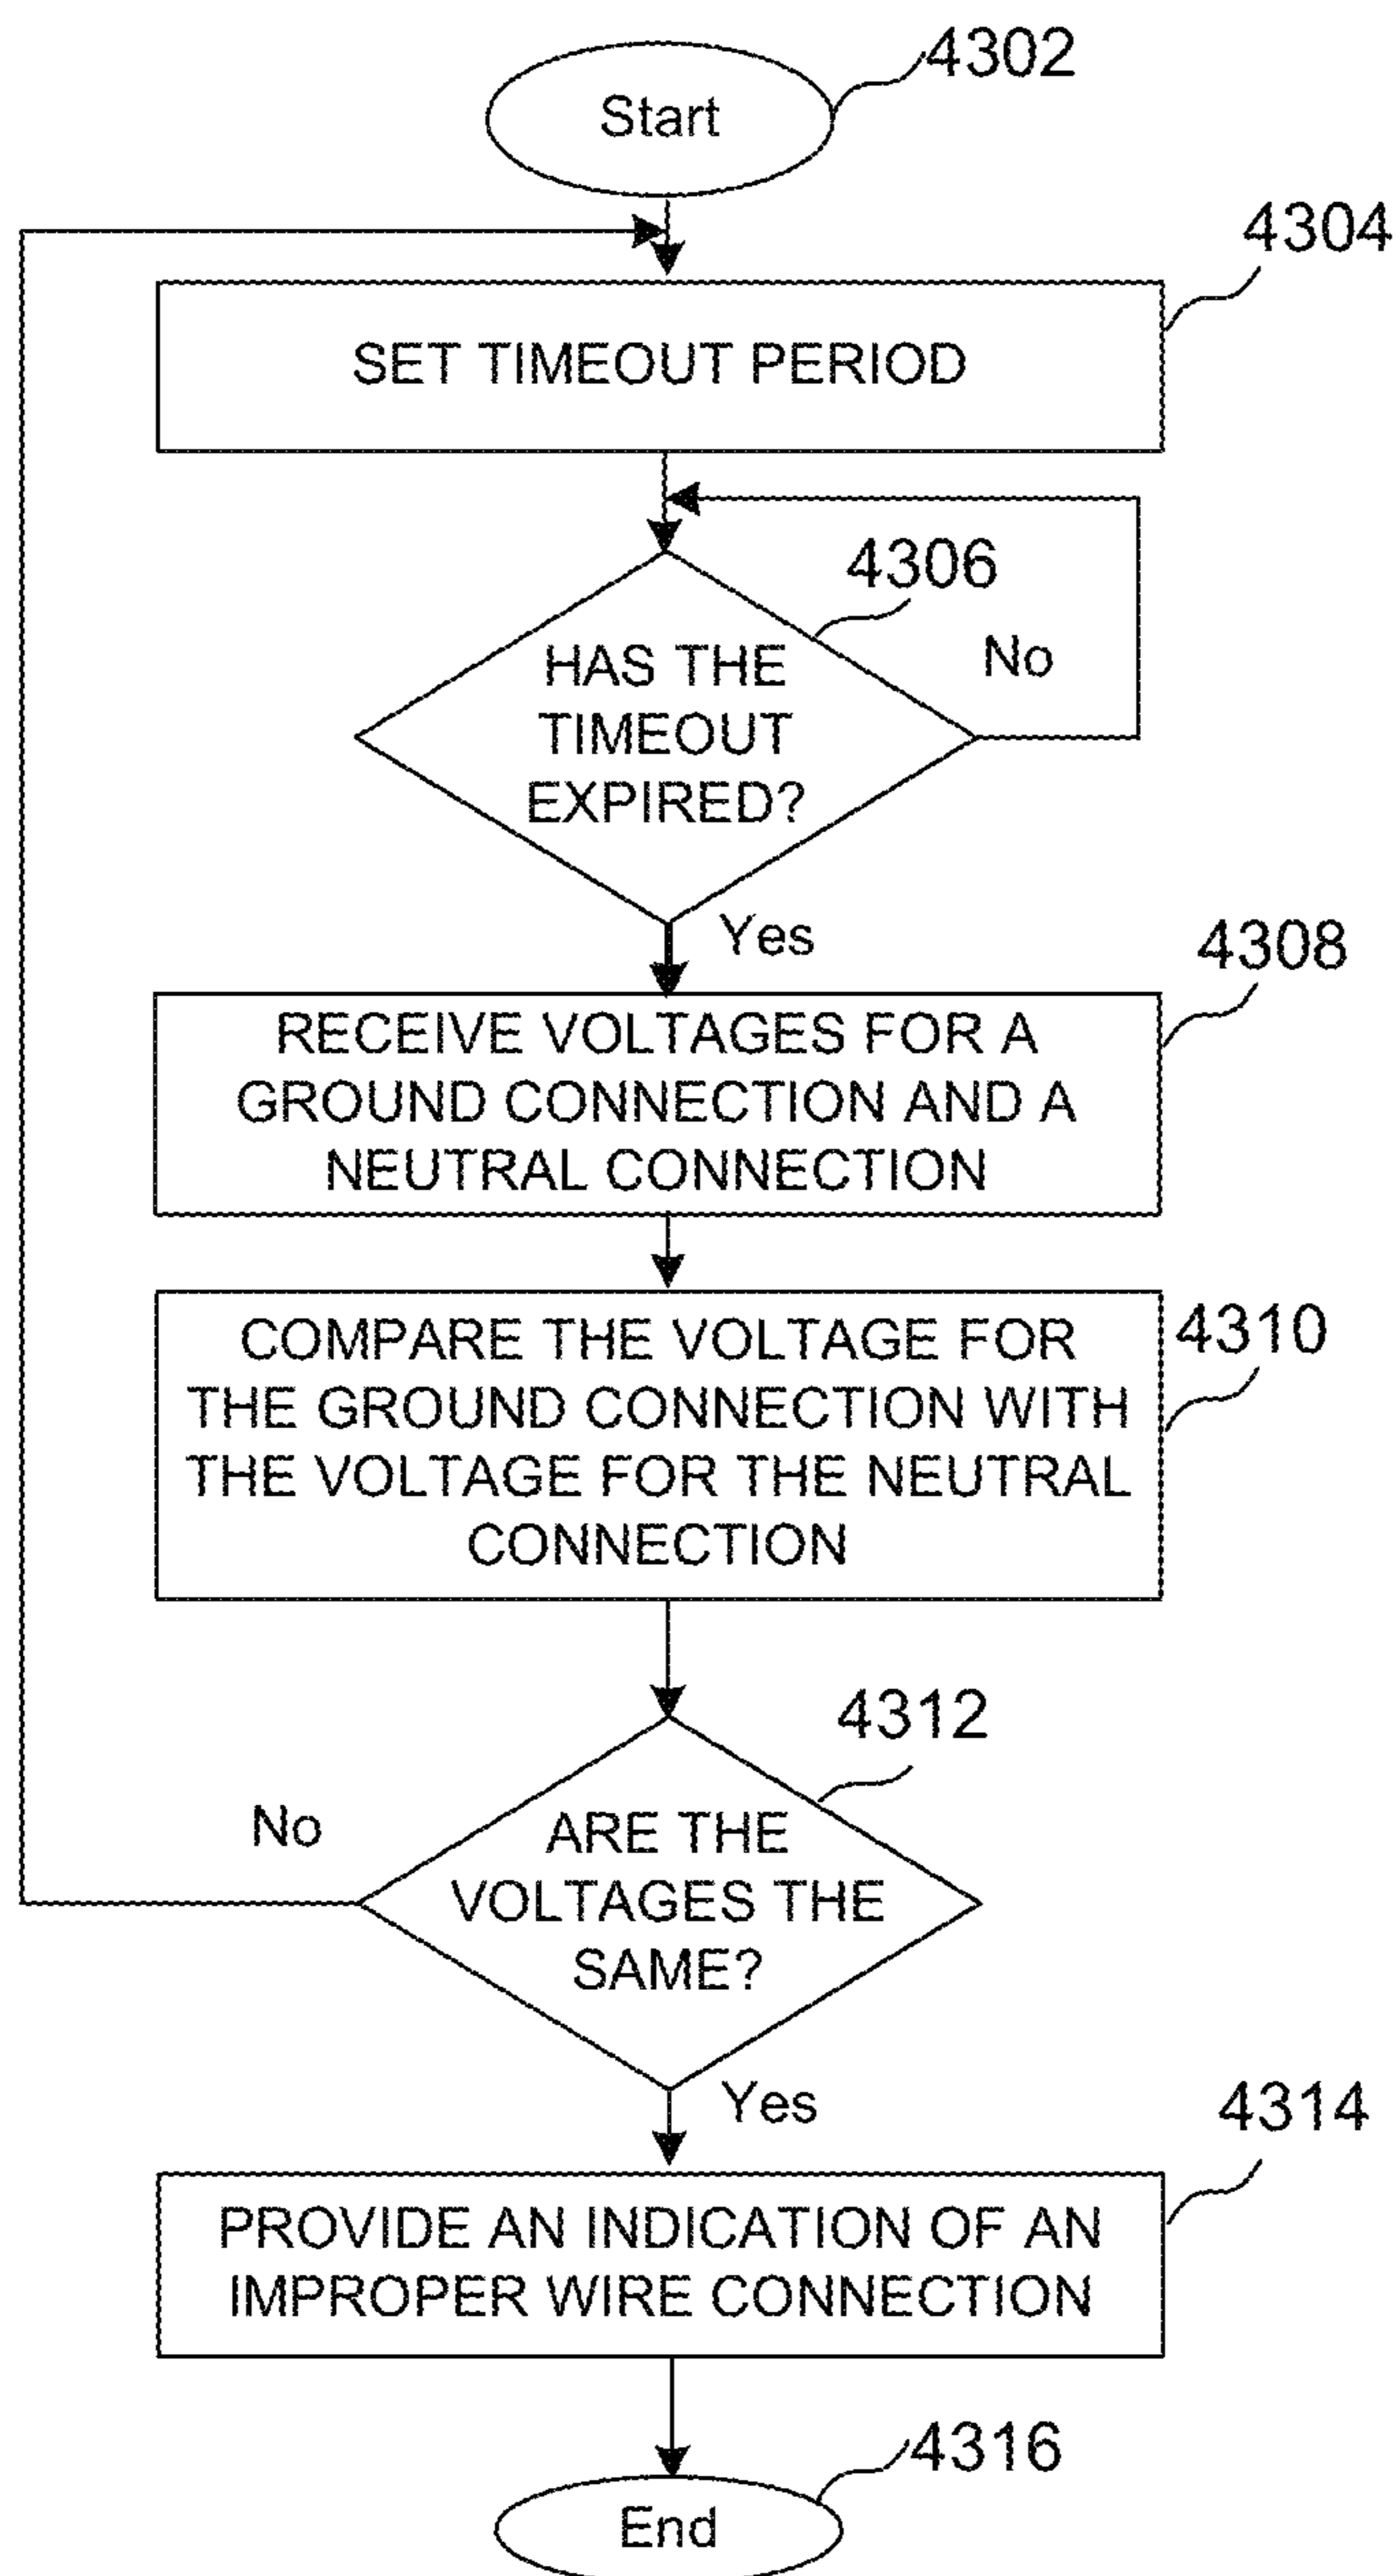 4302
Start
4304
SET TIMEOUT PERIOD
4306
No
HAS THE
TIMEOUT
EXPIRED?
Yes
4308
RECEIVE VOLTAGES FOR A
GROUND CONNECTION AND A
NEUTRAL CONNECTION
4310
COMPARE THE VOLTAGE FOR
THE GROUND CONNECTION WITH
THE VOLTAGE FOR THE NEUTRAL
CONNECTION
4312
No
ARE THE
VOLTAGES THE
SAME?
Yes
4314
PROVIDE AN INDICATION OF AN
IMPROPER WIRE CONNECTION
4316
End